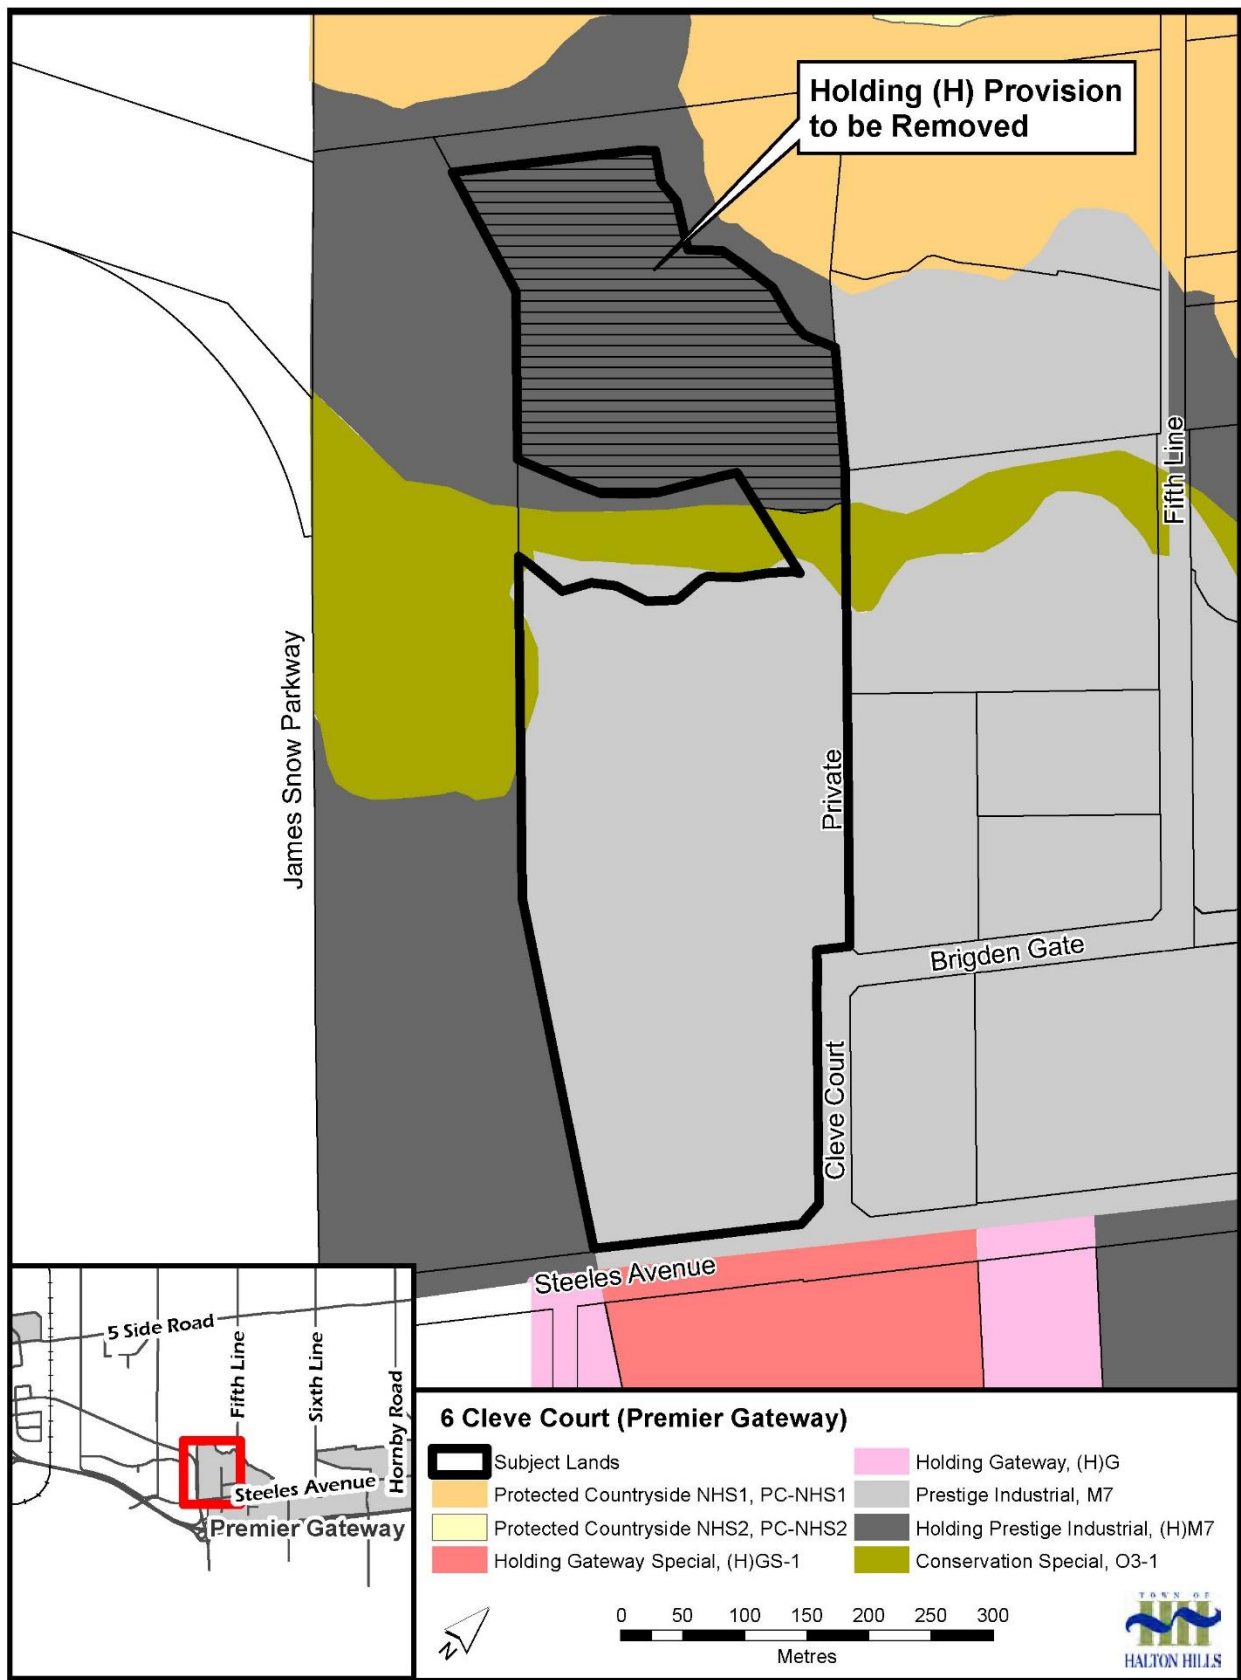 Holding (H) Provision
to be Removed
Fifth Line
James Snow Parkway
Private
Brigden Gate
Cleve Court
Steeles Avenue
5 Side Road
Fifth Line
Sixth Line
Hornby Road
Steeles Avenue
Premier Gateway
6 Cleve Court (Premier Gateway)
Subject Lands
Protected Countryside NHS1, PC-NHS1
Protected Countryside NHS2, PC-NHS2
Holding Gateway Special, (H)GS-1
Holding Gateway, (H)G
Prestige Industrial, M7
Holding Prestige Industrial, (H)M7
Conservation Special, O3-1
N
0 50 100 150 200 250 300
Metres
TOWN OF
HALTON HILLS